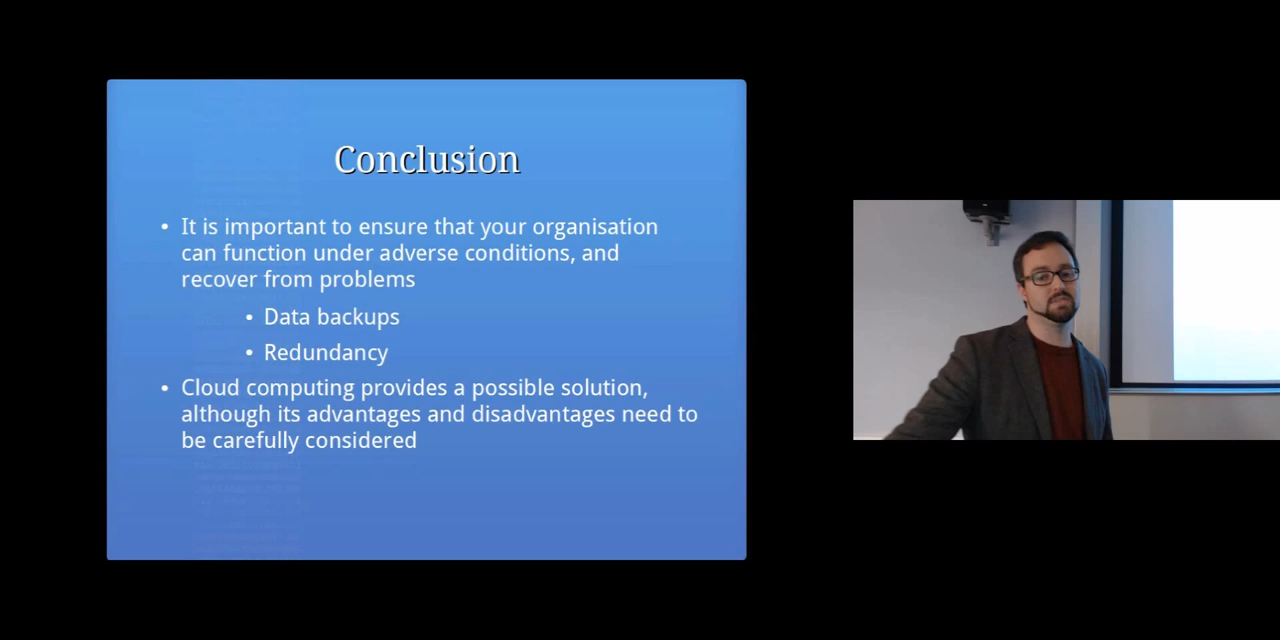 Conclusion
• It is important to ensure that your organisation
can function under adverse conditions, and
recover from problems
• Data backups
• Redundancy
• Cloud computing provides a possible solution,
although its advantages and disadvantages need to
be carefully considered